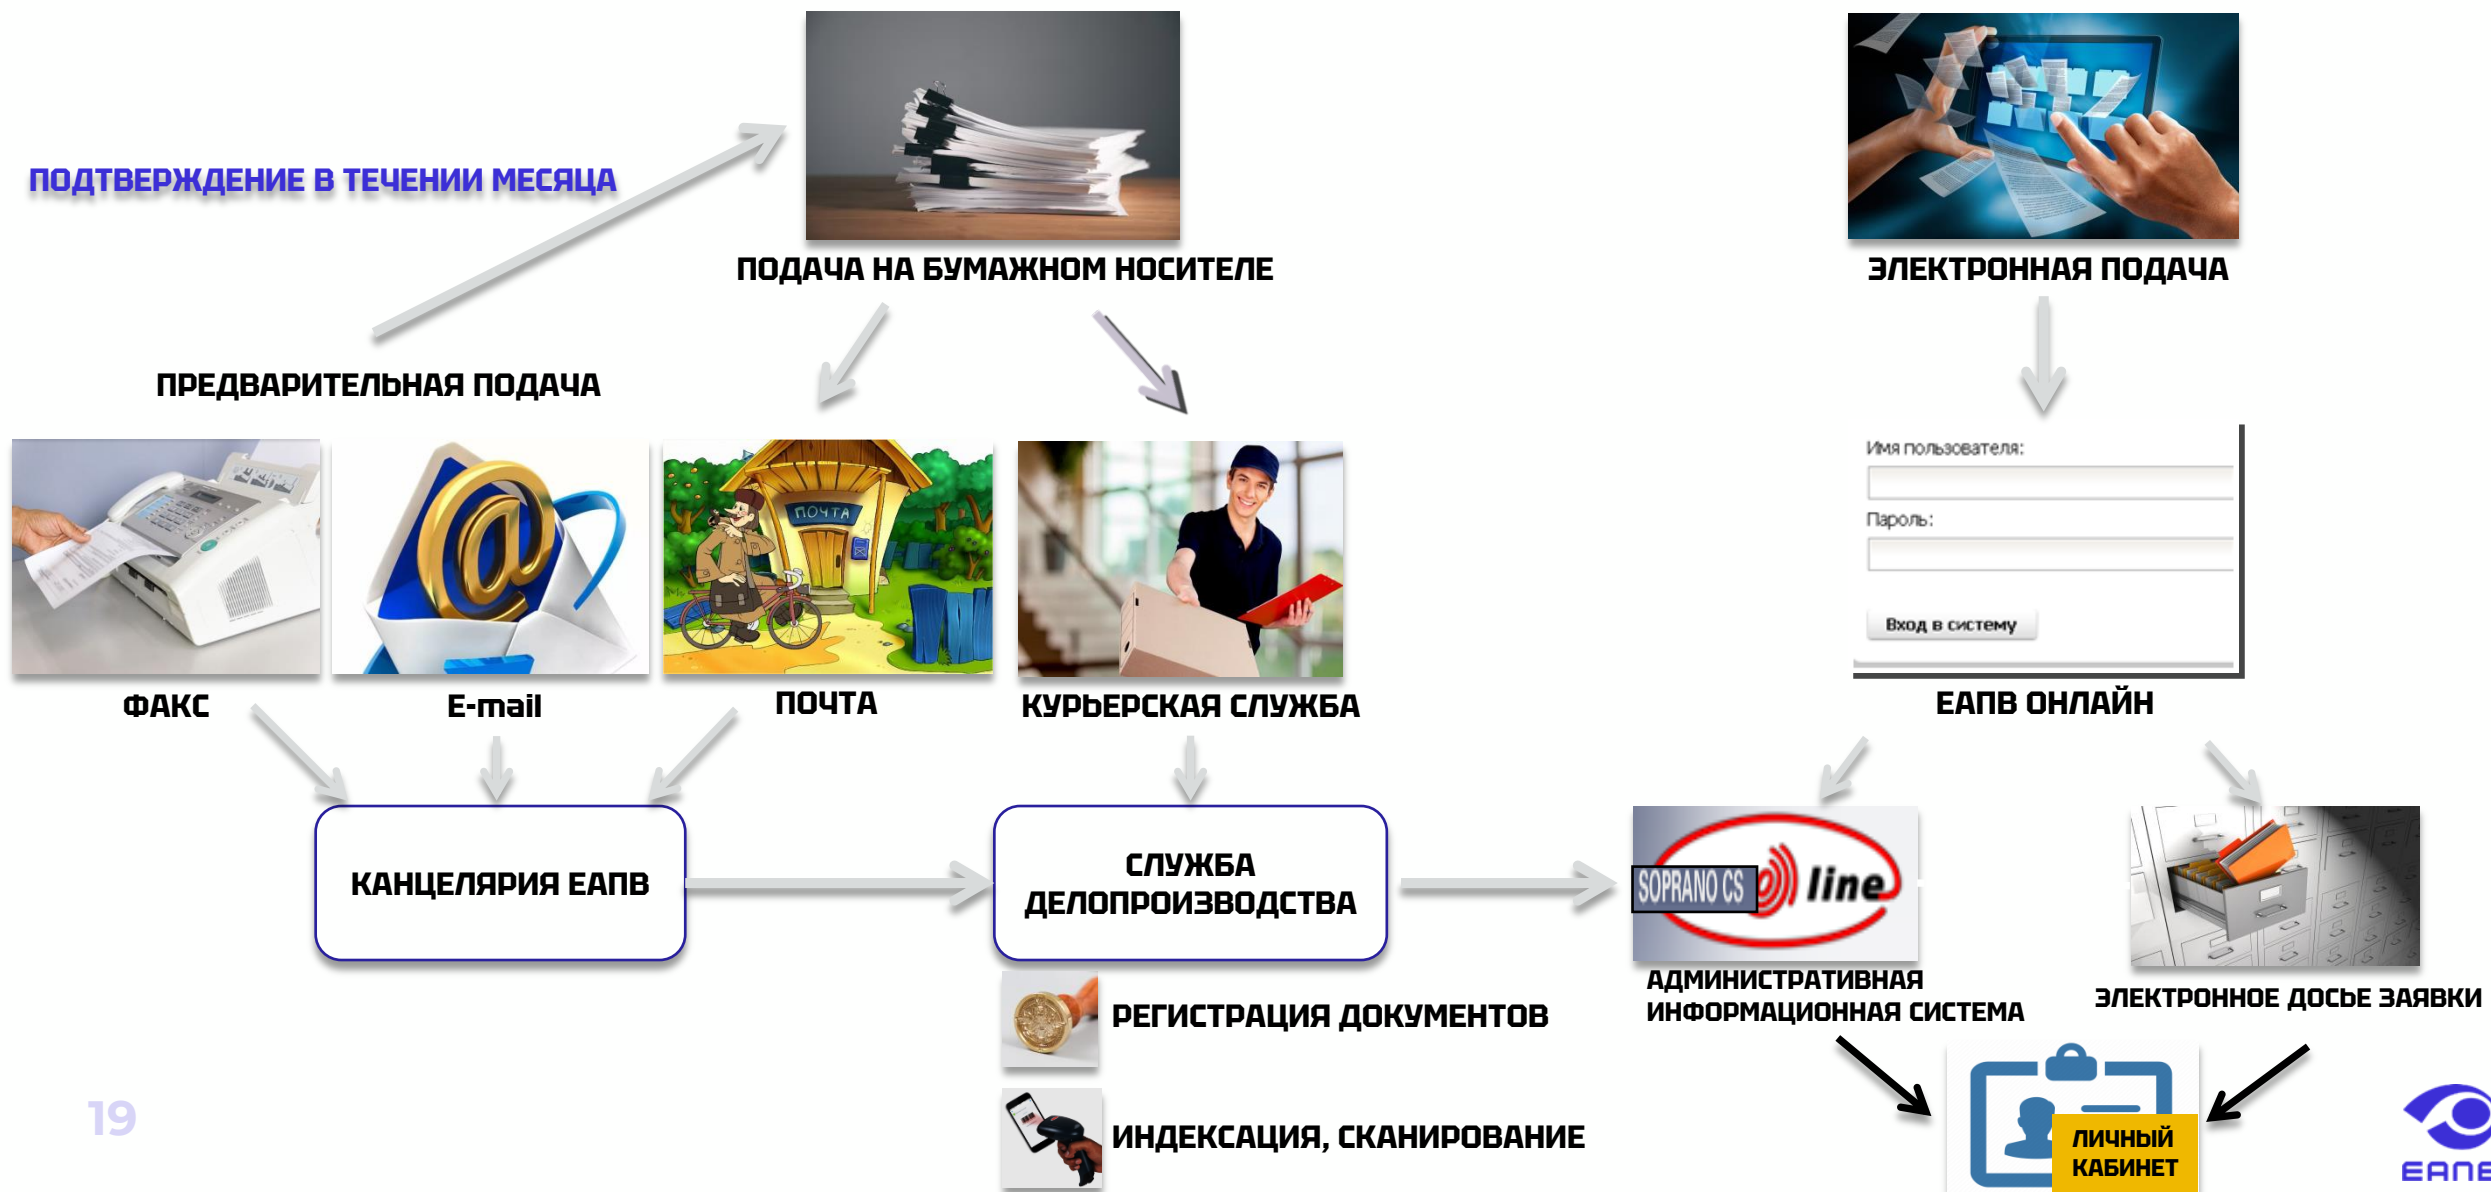 ПОДТВЕРЖДЕНИЕ В ТЕЧЕНИИ МЕСЯЦА
ПОДАЧА НА БУМАЖНОМ НОСИТЕЛЕ
ЭЛЕКТРОННАЯ ПОДАЧА
ПРЕДВАРИТЕЛЬНАЯ ПОДАЧА
ПОЧТА
Имя пользователя:
Пароль:
Вход в систему
ФАКС
E-mail
ПОЧТА
КУРЬЕРСКАЯ СЛУЖБА
ЕАПВ ОНЛАЙН
КАНЦЕЛЯРИЯ ЕАПВ
СЛУЖБА
ДЕЛОПРОИЗВОДСТВА
SOPRANO CS
line
АДМИНИСТРАТИВНАЯ
ИНФОРМАЦИОННАЯ СИСТЕМА
ЭЛЕКТРОННОЕ ДОСЬЕ ЗАЯВКИ
РЕГИСТРАЦИЯ ДОКУМЕНТОВ
ИНДЕКСАЦИЯ, СКАНИРОВАНИЕ
ЛИЧНЫЙ
КАБИНЕТ
19
ЕАПВ